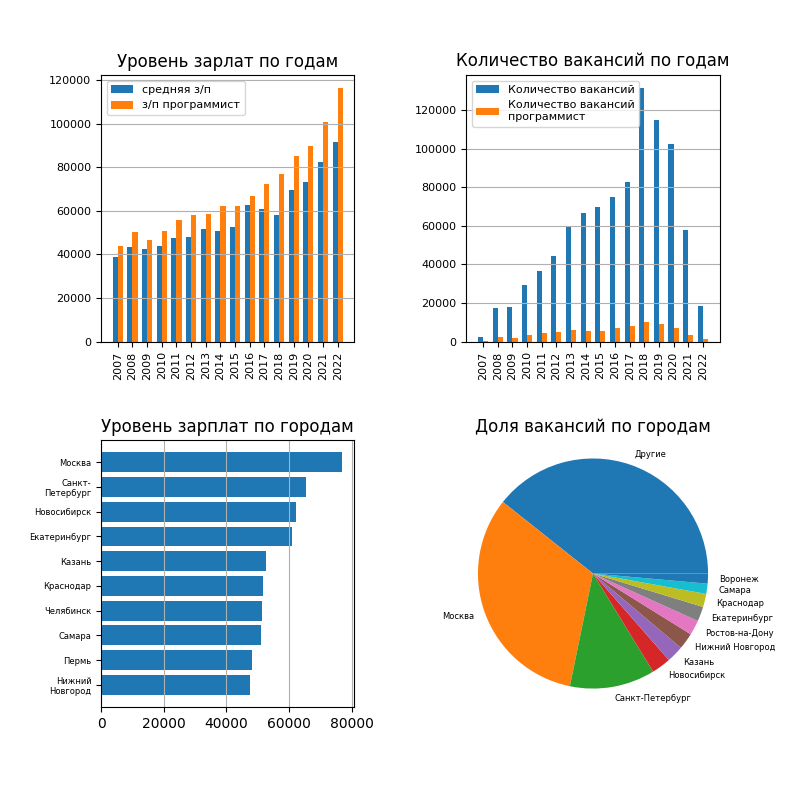 Уровень зарлат по годам
120000
100000
80000
60000
40000
20000
0
средняя з/п
з/п программист
2007
2008
2009
2010
2011
2012
2013
2014
2015
2016
2017
2018
2019
2020
2021
2022
Количество вакансий по годам
120000
100000
80000
60000
40000
20000
0
Количество вакансий
Количество вакансий
программист
2007
2008
2009
2010
2011
2012
2013
2014
2015
2016
2017
2018
2019
2020
2021
2022
Уровень зарплат по городам
Москва
Санкт-
Петербург
Новосибирск
Екатеринбург
Казань
Краснодар
Челябинск
Самара
Пермь
Нижний
Новгород
0
20000
40000
60000
80000
Доля вакансий по городам
Другие
Москва
Санкт-Петербург
Новосибирск
Казань
Нижний Новгород
Ростов-на-Дону
Екатеринбург
Краснодар
Самара
Воронеж